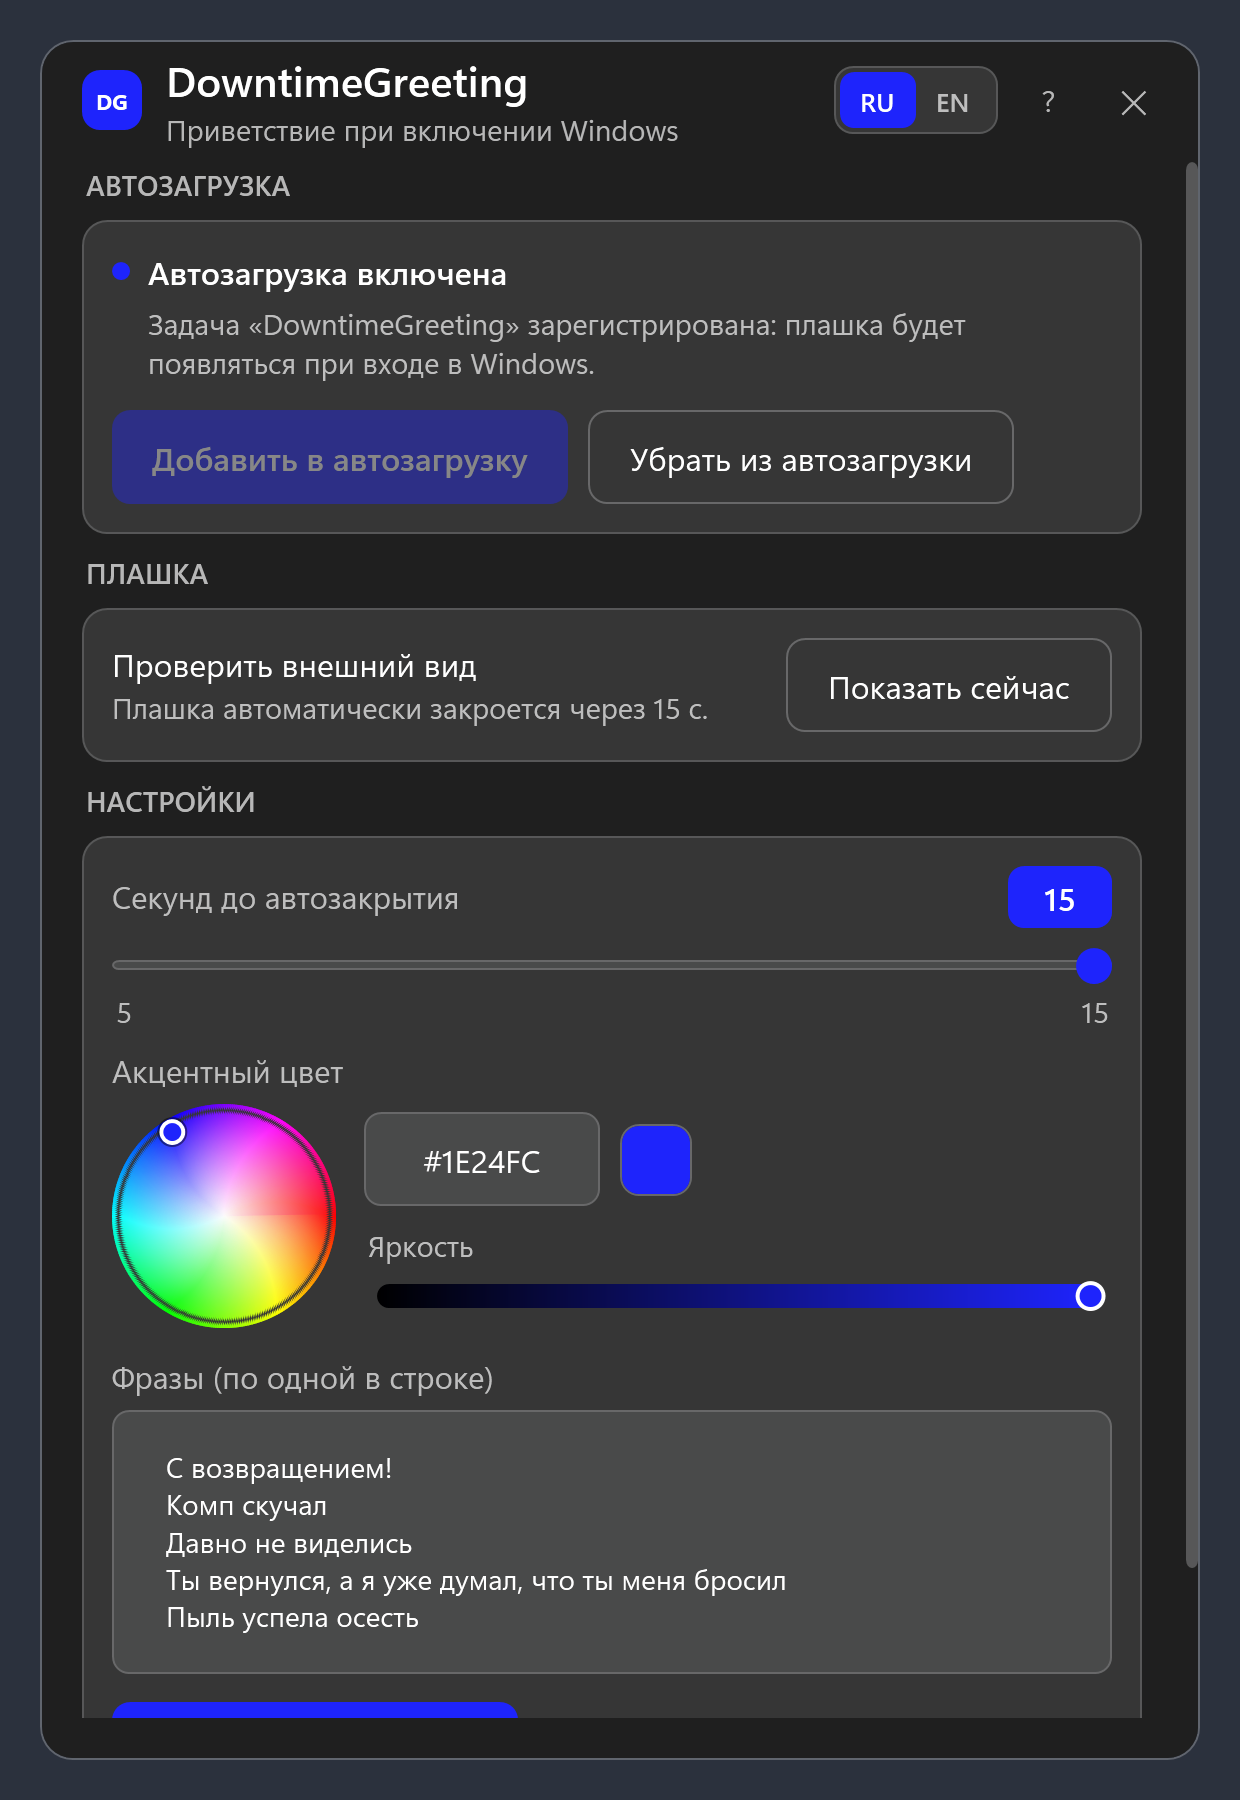 DG
DowntimeGreeting
Приветствие при включении Windows
RU
EN
?
АВТОЗАГРУЗКА
Автозагрузка включена
Задача «DowntimeGreeting» зарегистрирована: плашка будет
появляться при входе в Windows.
Добавить в автозагрузку
Убрать из автозагрузки
ПЛАШКА
Проверить внешний вид
Плашка автоматически закроется через 15 с.
Показать сейчас
НАСТРОЙКИ
Секунд до автозакрытия
15
5
15
Акцентный цвет
#1E24FC
Яркость
Фразы (по одной в строке)
С возвращением!
Комп скучал
Давно не виделись
Ты вернулся, а я уже думал, что ты меня бросил
Пыль успела осесть